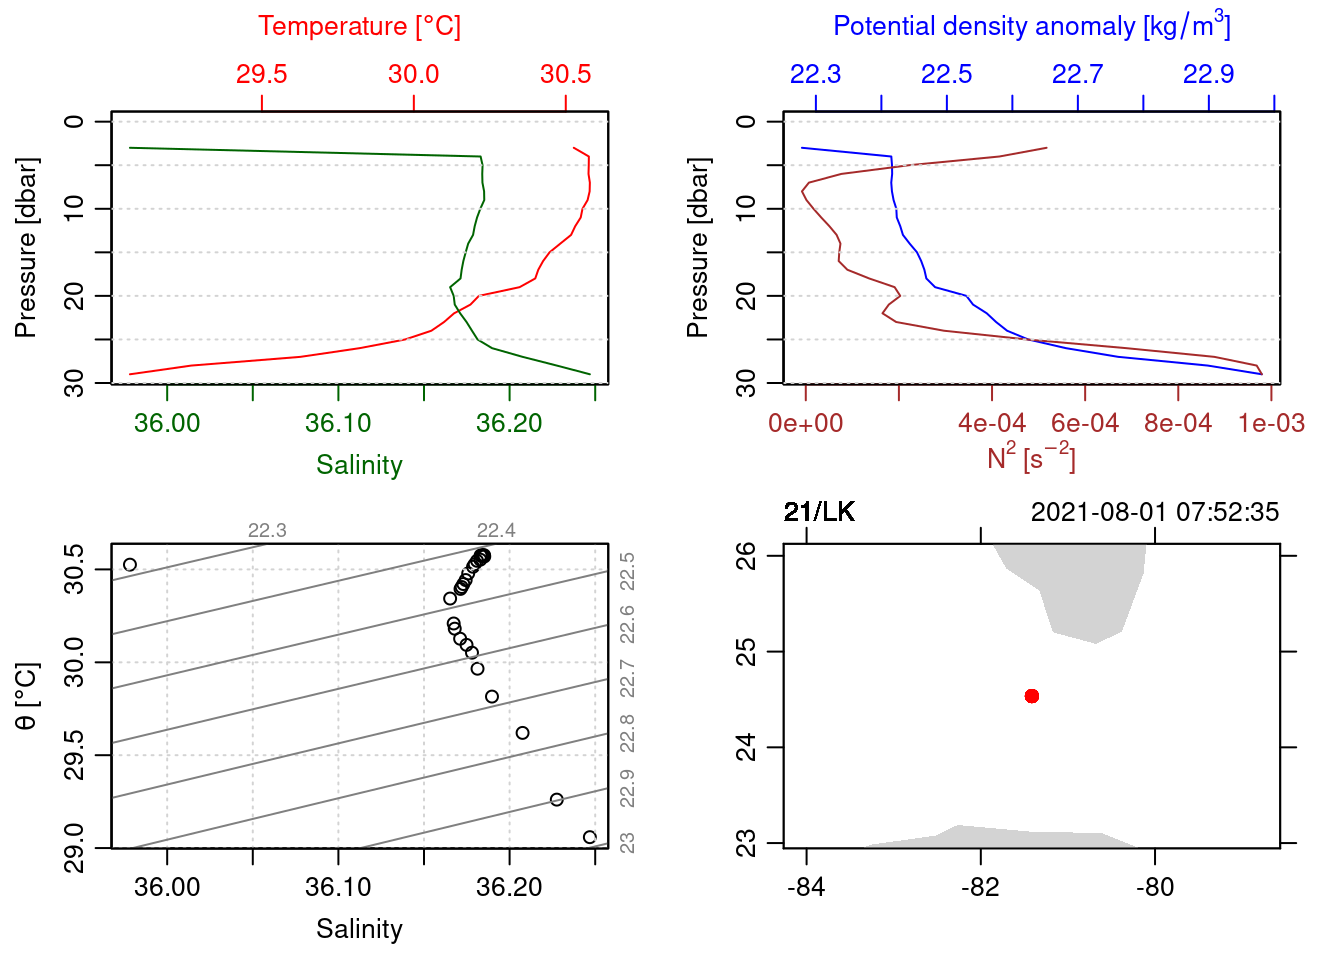 Temperature [°C]
29.5 30.0 30.5
Pressure [dbar]
0 10 20 30
36.00 36.10 36.20
Salinity
Potential density anomaly [kg/m³]
22.3 22.5 22.7 22.9
Pressure [dbar]
0 10 20 30
0e+00 4e-04 6e-04 8e-04 1e-03
N² [s⁻²]
22.3 22.4
θ [°C]
29.0 29.5 30.0 30.5
22.5
22.6
22.7
22.8
22.9
23
36.00 36.10 36.20
Salinity
21/LK 2021-08-01 07:52:35
26
25
24
23
-84 -82 -80